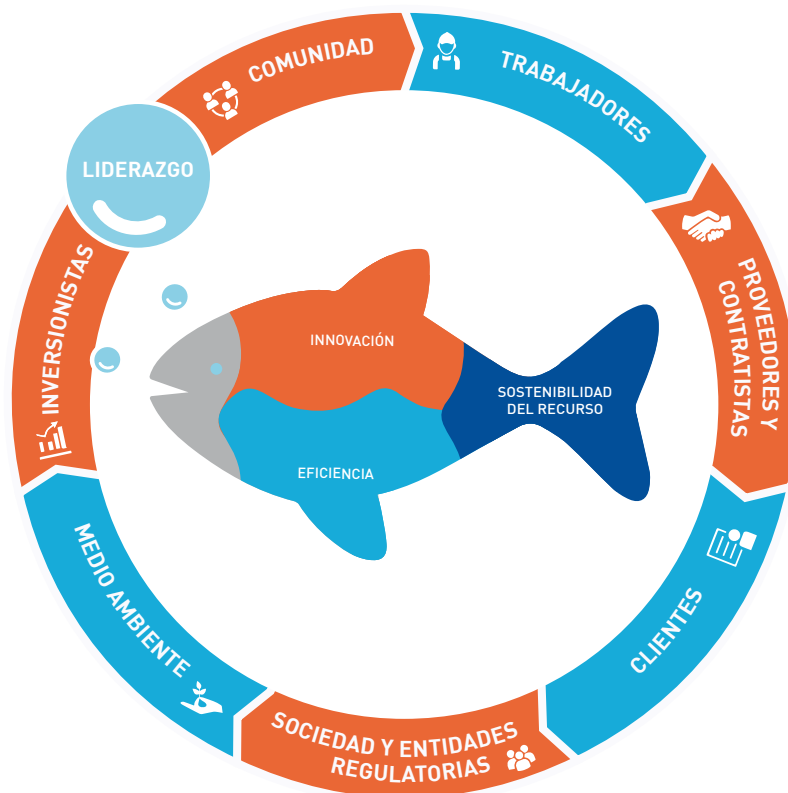 COMUNIDAD
TRABAJADORES
PROVEEDORES Y
CONTRATISTAS
CLIENTES
SOCIEDAD Y ENTIDADES
REGULATORIAS
MEDIO AMBIENTE
INVERSIONISTAS
LIDERAZGO
INNOVACIÓN
EFICIENCIA
SOSTENIBILIDAD
DEL RECURSO